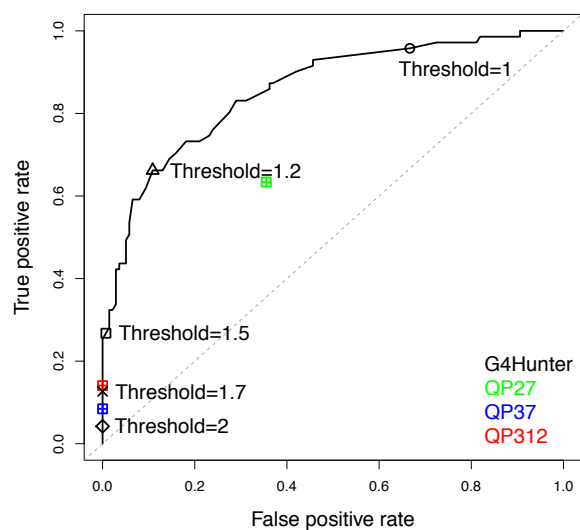 1.0
0.8
0.6
0.4
0.2
0.0
True positive rate
Threshold=1
Threshold=1.2
Threshold=1.5
Threshold=1.7
Threshold=2
G4Hunter
QP27
QP37
QP312
0.0 0.2 0.4 0.6 0.8 1.0
False positive rate